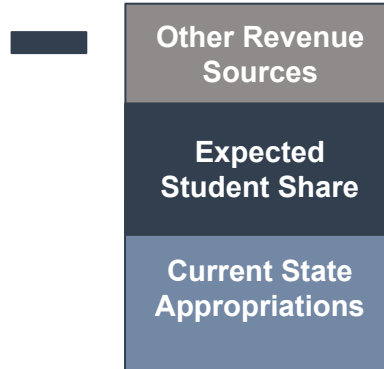 Other Revenue
Sources
Expected
Student Share
Current State
Appropriations